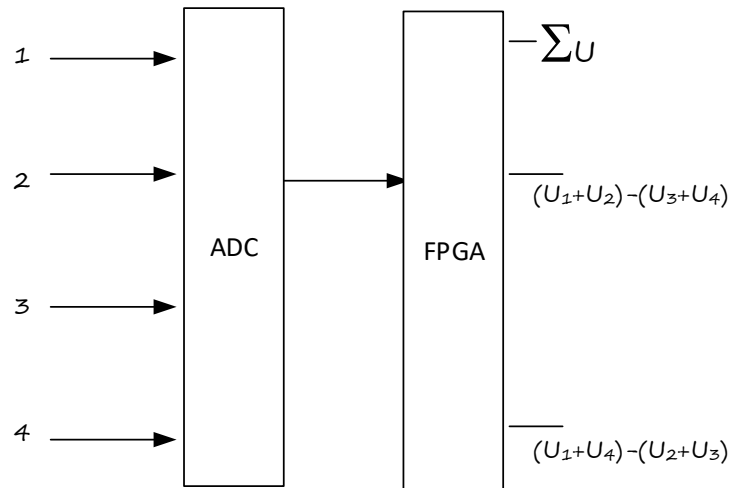 1
∑U
2
(U₁+U₂)-(U₃+U₄)
ADC
FPGA
3
4
(U₁+U₄)-(U₂+U₃)